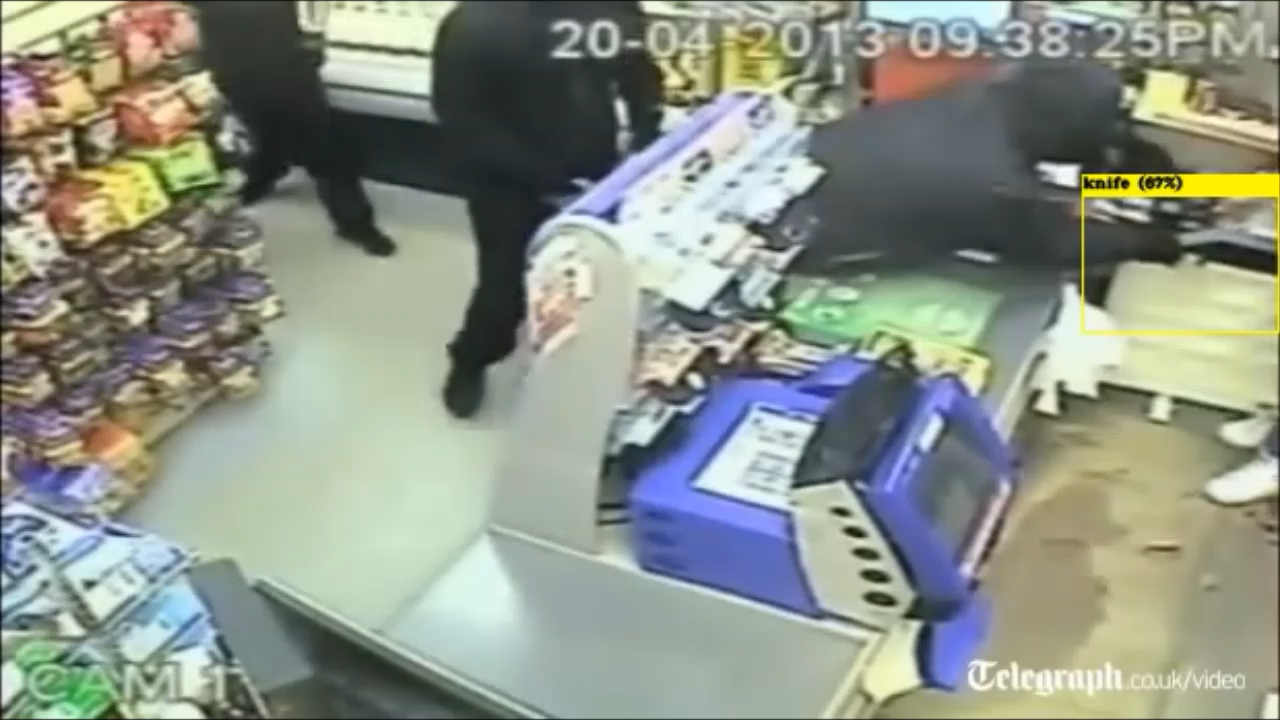 20-04-2013 09:38:25PM
knife (67%)
CAM 1
Telegraph.co.uk/video